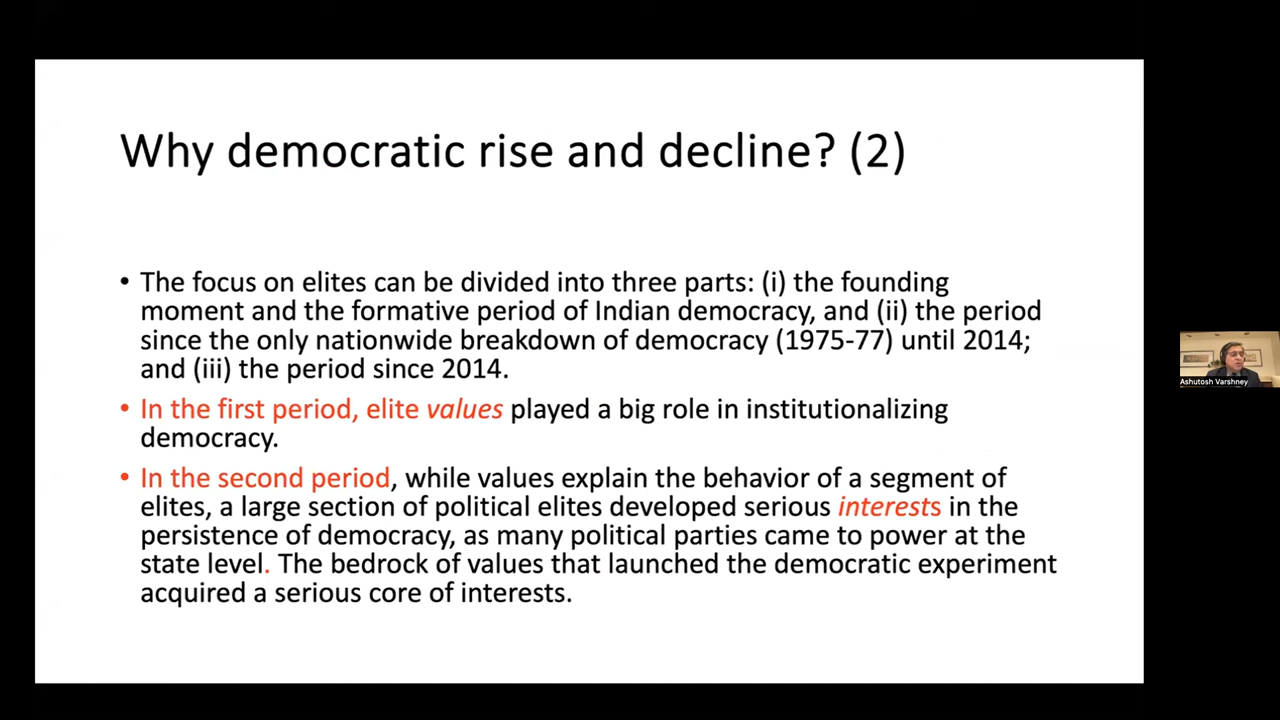 Why democratic rise and decline? (2)
• The focus on elites can be divided into three parts: (i) the founding
moment and the formative period of Indian democracy, and (ii) the period
since the only nationwide breakdown of democracy (1975-77) until 2014;
and (iii) the period since 2014.
• In the first period, elite values played a big role in institutionalizing
democracy.
• In the second period, while values explain the behavior of a segment of
elites, a large section of political elites developed serious interests in the
persistence of democracy, as many political parties came to power at the
state level. The bedrock of values that launched the democratic experiment
acquired a serious core of interests.
Ashutosh Varshney